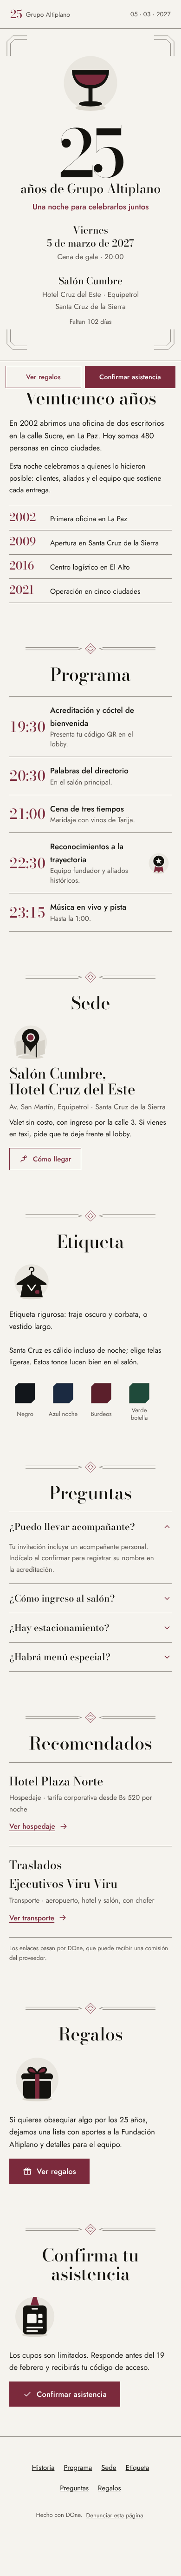 25 Grupo Altiplano
05 · 03 · 2027
25
años de Grupo Altiplano
Una noche para celebrarlos juntos
Viernes
5 de marzo de 2027
Cena de gala · 20:00
Salón Cumbre
Hotel Cruz del Este · Equipetrol
Santa Cruz de la Sierra
Faltan 102 días
Ver regalos
Confirmar asistencia
Veinticinco años
En 2002 abrimos una oficina de dos escritorios
en la calle Sucre, en La Paz. Hoy somos 480
personas en cinco ciudades.
Esta noche celebramos a quienes lo hicieron
posible: clientes, aliados y el equipo que sostiene
cada entrega.
2002 Primera oficina en La Paz
2009 Apertura en Santa Cruz de la Sierra
2016 Centro logístico en El Alto
2021 Operación en cinco ciudades
Programa
19:30 Acreditación y cóctel de
bienvenida
Presenta tu código QR en el
lobby.
20:30 Palabras del directorio
En el salón principal.
21:00 Cena de tres tiempos
Maridaje con vinos de Tarija.
22:30 Reconocimientos a la
trayectoria
Equipo fundador y aliados
históricos.
23:15 Música en vivo y pista
Hasta la 1:00.
Sede
Salón Cumbre,
Hotel Cruz del Este
Av. San Martín, Equipetrol · Santa Cruz de la Sierra
Valet sin costo, con ingreso por la calle 3. Si vienes
en taxi, pide que te deje frente al lobby.
Cómo llegar
Etiqueta
Etiqueta rigurosa: traje oscuro y corbata, o
vestido largo.
Santa Cruz es cálido incluso de noche; elige telas
ligeras. Estos tonos lucen bien en el salón.
Negro
Azul noche
Burdeos
Verde
botella
Preguntas
¿Puedo llevar acompañante?
Tu invitación incluye un acompañante personal.
Indícalo al confirmar para registrar su nombre en
la acreditación.
¿Cómo ingreso al salón?
¿Hay estacionamiento?
¿Habrá menú especial?
Recomendados
Hotel Plaza Norte
Hospedaje · tarifa corporativa desde Bs 520 por
noche
Ver hospedaje
Traslados
Ejecutivos Viru Viru
Transporte · aeropuerto, hotel y salón, con chofer
Ver transporte
Los enlaces pasan por DOne, que puede recibir una comisión
del proveedor.
Regalos
Si quieres obsequiar algo por los 25 años,
dejamos una lista con aportes a la Fundación
Altiplano y detalles para el equipo.
Ver regalos
Confirma tu
asistencia
Los cupos son limitados. Responde antes del 19
de febrero y recibirás tu código de acceso.
Confirmar asistencia
Historia
Programa
Sede
Etiqueta
Preguntas
Regalos
Hecho con DOne. Denunciar esta página